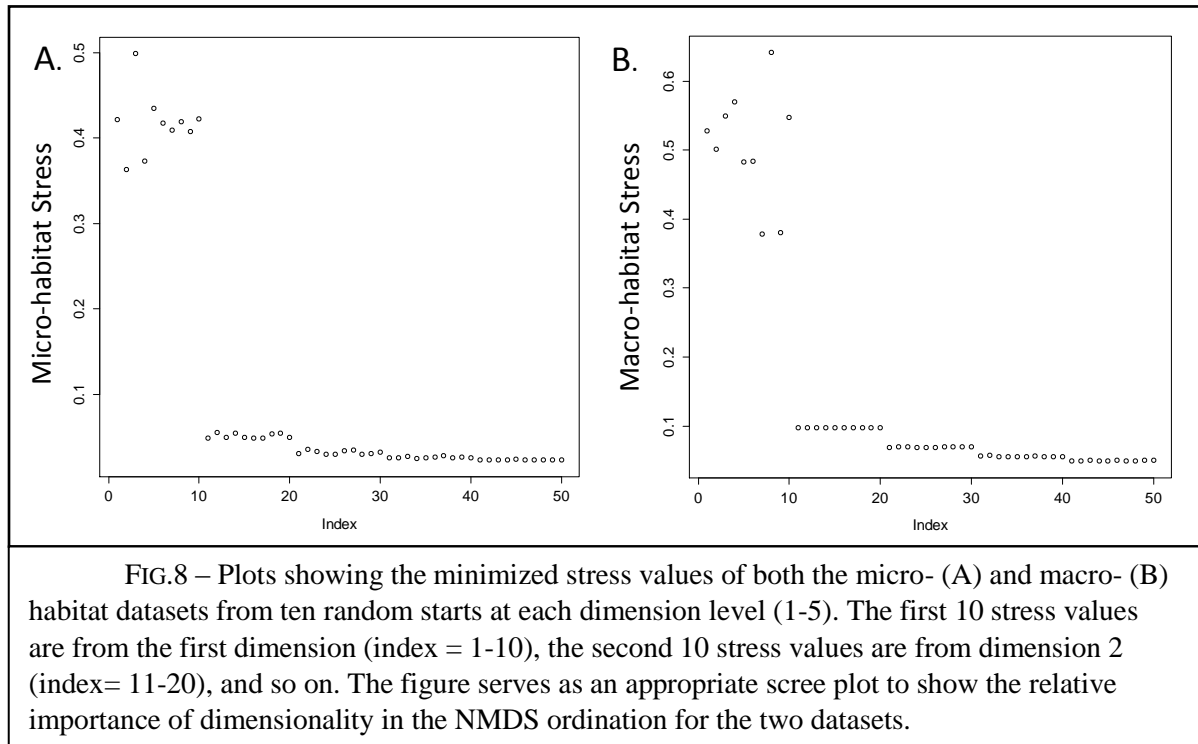 A.
Micro-habitat Stress
0.5
0.4
0.3
0.2
0.1
0 10 20 30 40 50
Index
B.
Macro-habitat Stress
0.6
0.5
0.4
0.3
0.2
0.1
0 10 20 30 40 50
Index
FIG.8 – Plots showing the minimized stress values of both the micro- (A) and macro- (B)
habitat datasets from ten random starts at each dimension level (1-5). The first 10 stress values
are from the first dimension (index = 1-10), the second 10 stress values are from dimension 2
(index= 11-20), and so on. The figure serves as an appropriate scree plot to show the relative
importance of dimensionality in the NMDS ordination for the two datasets.